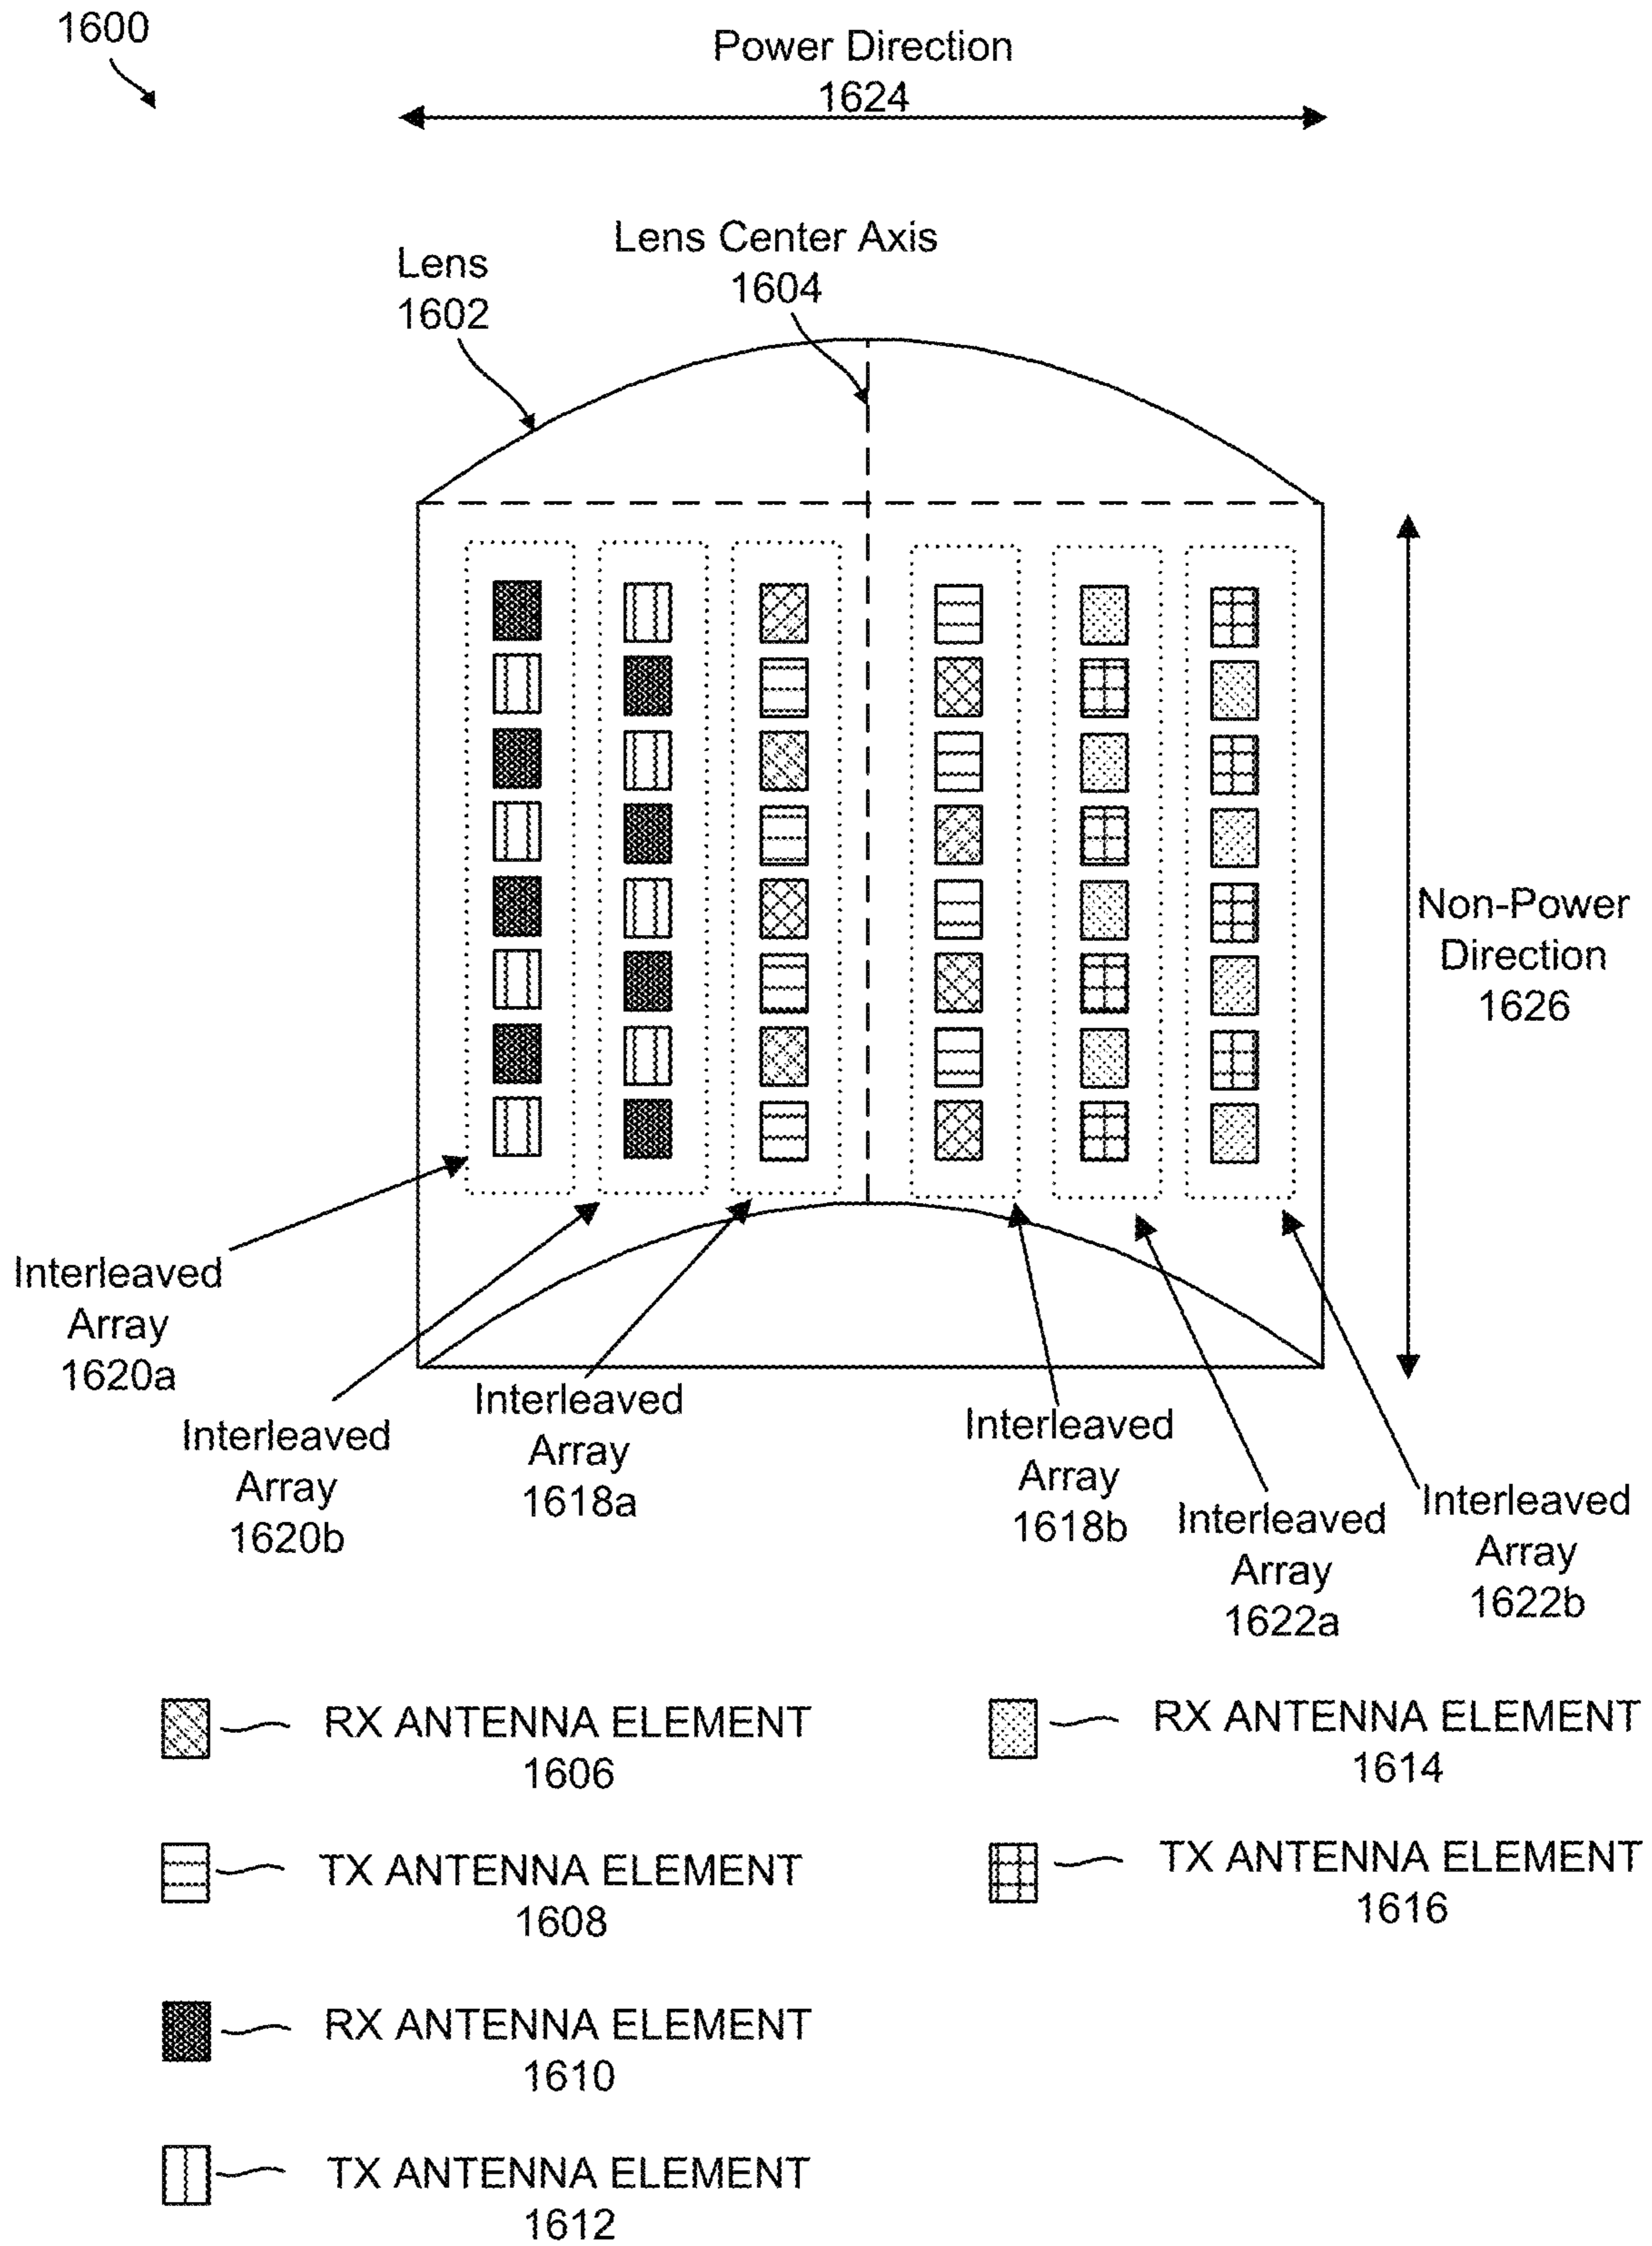 1600
Power Direction
1624
Lens Center Axis
1604
Lens
1602
Non-Power
Direction
1626
Interleaved
Array
1620a
Interleaved
Array
1620b
Interleaved
Array
1618a
Interleaved
Array
1618b
Interleaved
Array
1622a
Interleaved
Array
1622b
RX ANTENNA ELEMENT
1606
TX ANTENNA ELEMENT
1608
RX ANTENNA ELEMENT
1610
TX ANTENNA ELEMENT
1612
RX ANTENNA ELEMENT
1614
TX ANTENNA ELEMENT
1616